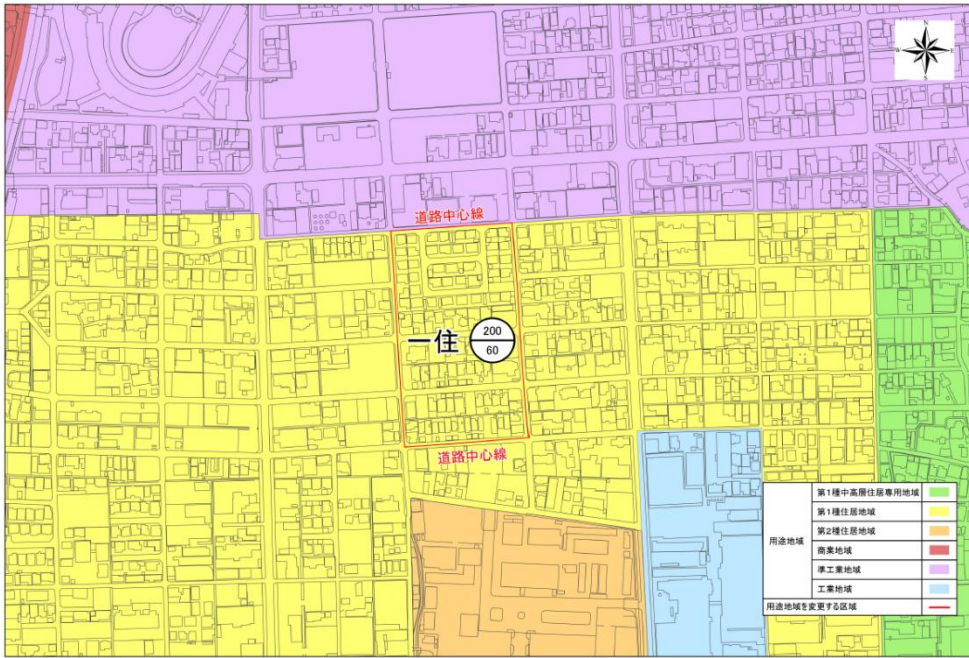 N
W E
S
道路中心線
一住
200
60
道路中心線
用途地域
第1種中高層住居専用地域
第1種住居地域
第2種住居地域
商業地域
準工業地域
工業地域
用途地域を変更する区域